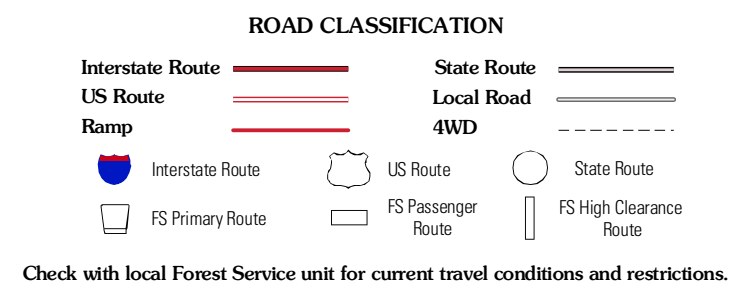 ROAD CLASSIFICATION
Interstate Route
State Route
US Route
Local Road
Ramp
4WD
Interstate Route
US Route
State Route
FS Primary Route
FS Passenger
Route
FS High Clearance
Route
Check with local Forest Service unit for current travel conditions and restrictions.